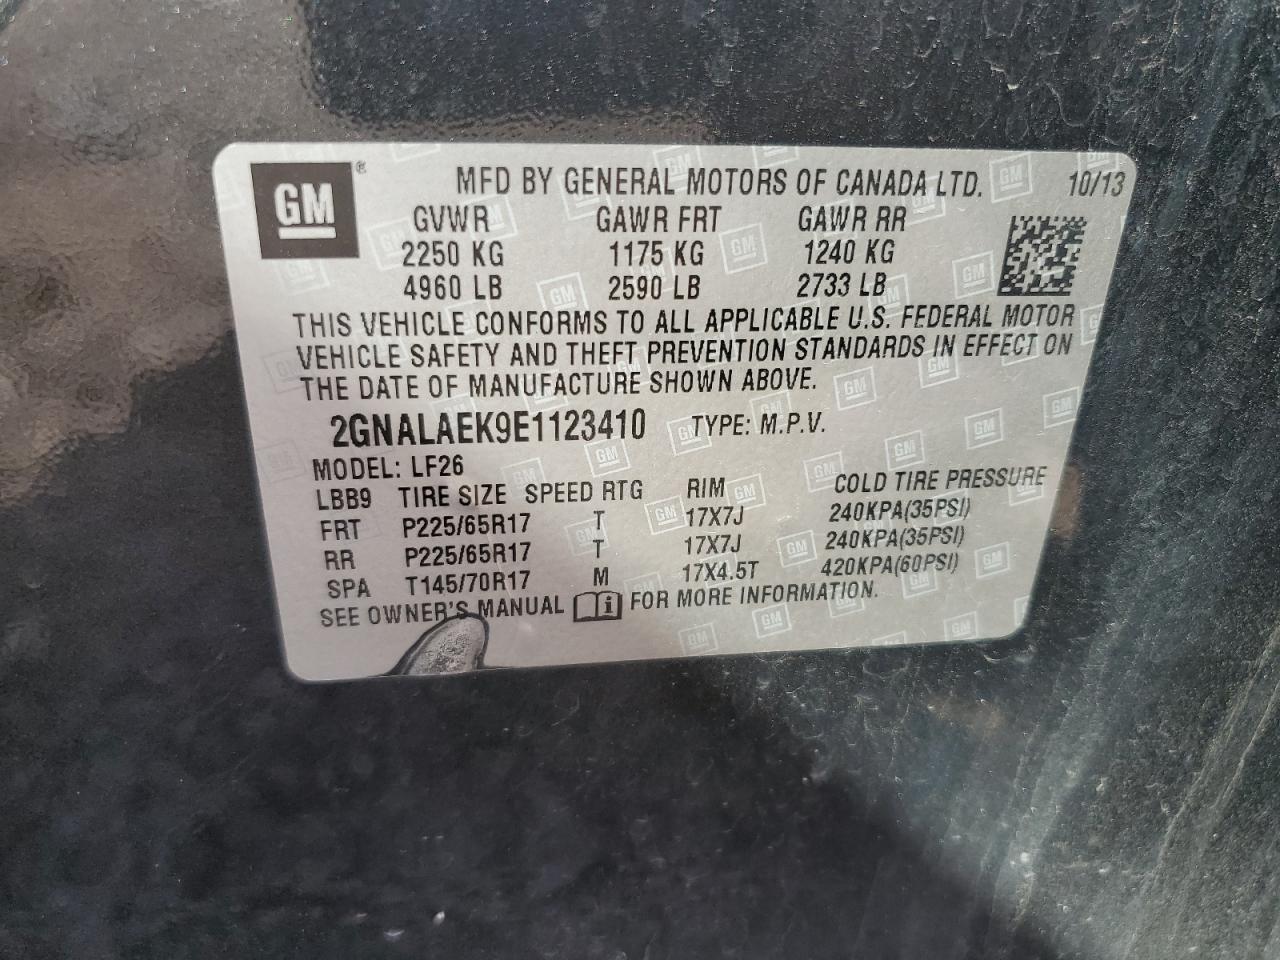 GM ® MFD BY GENERAL MOTORS OF CANADA LTD. 10/13
GVWR GAWR FRT GAWR RR
2250 KG 1175 KG 1240 KG
4960 LB 2590 LB 2733 LB
THIS VEHICLE CONFORMS TO ALL APPLICABLE U.S. FEDERAL MOTOR
VEHICLE SAFETY AND THEFT PREVENTION STANDARDS IN EFFECT ON
THE DATE OF MANUFACTURE SHOWN ABOVE.
2GNALAEK9E1123410 TYPE: M.P.V.
MODEL: LF26
LBB9 TIRE SIZE SPEED RTG RIM COLD TIRE PRESSURE
FRT P225/65R17 T 17X7J 240KPA(35PSI)
RR P225/65R17 T 17X7J 240KPA(35PSI)
SPA T145/70R17 M 17X4.5T 420KPA(60PSI)
SEE OWNER'S MANUAL i FOR MORE INFORMATION.